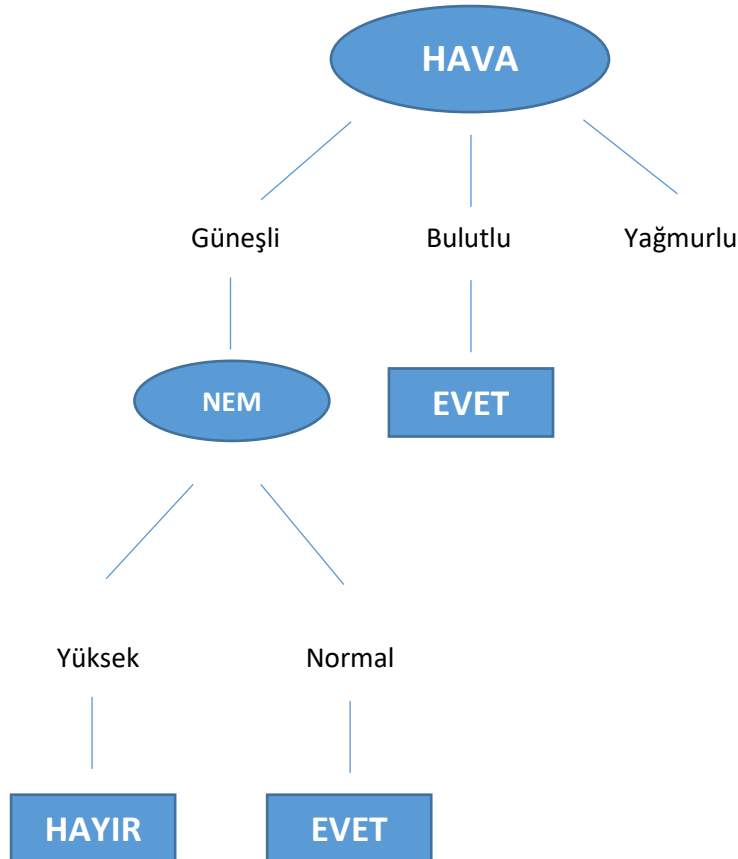 HAVA
Güneşli Bulutlu Yağmurlu
NEM EVET
Yüksek Normal
HAYIR EVET